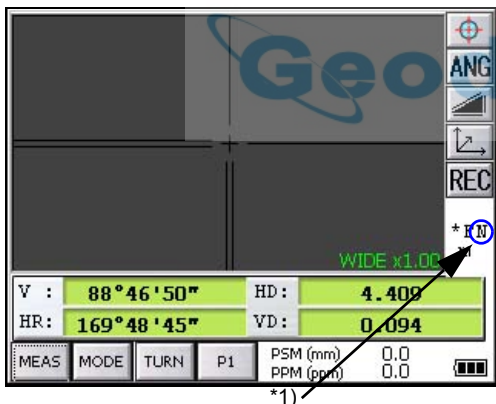 Geo
ANG
REC
*FN
WIDE x1.00
V : 88°46'50" HD: 4.409
HR: 169°48'45" VD: 0.094
MEAS MODE TURN P1 PSM (mm) 0.0
PPM (ppm) 0.0
*1)